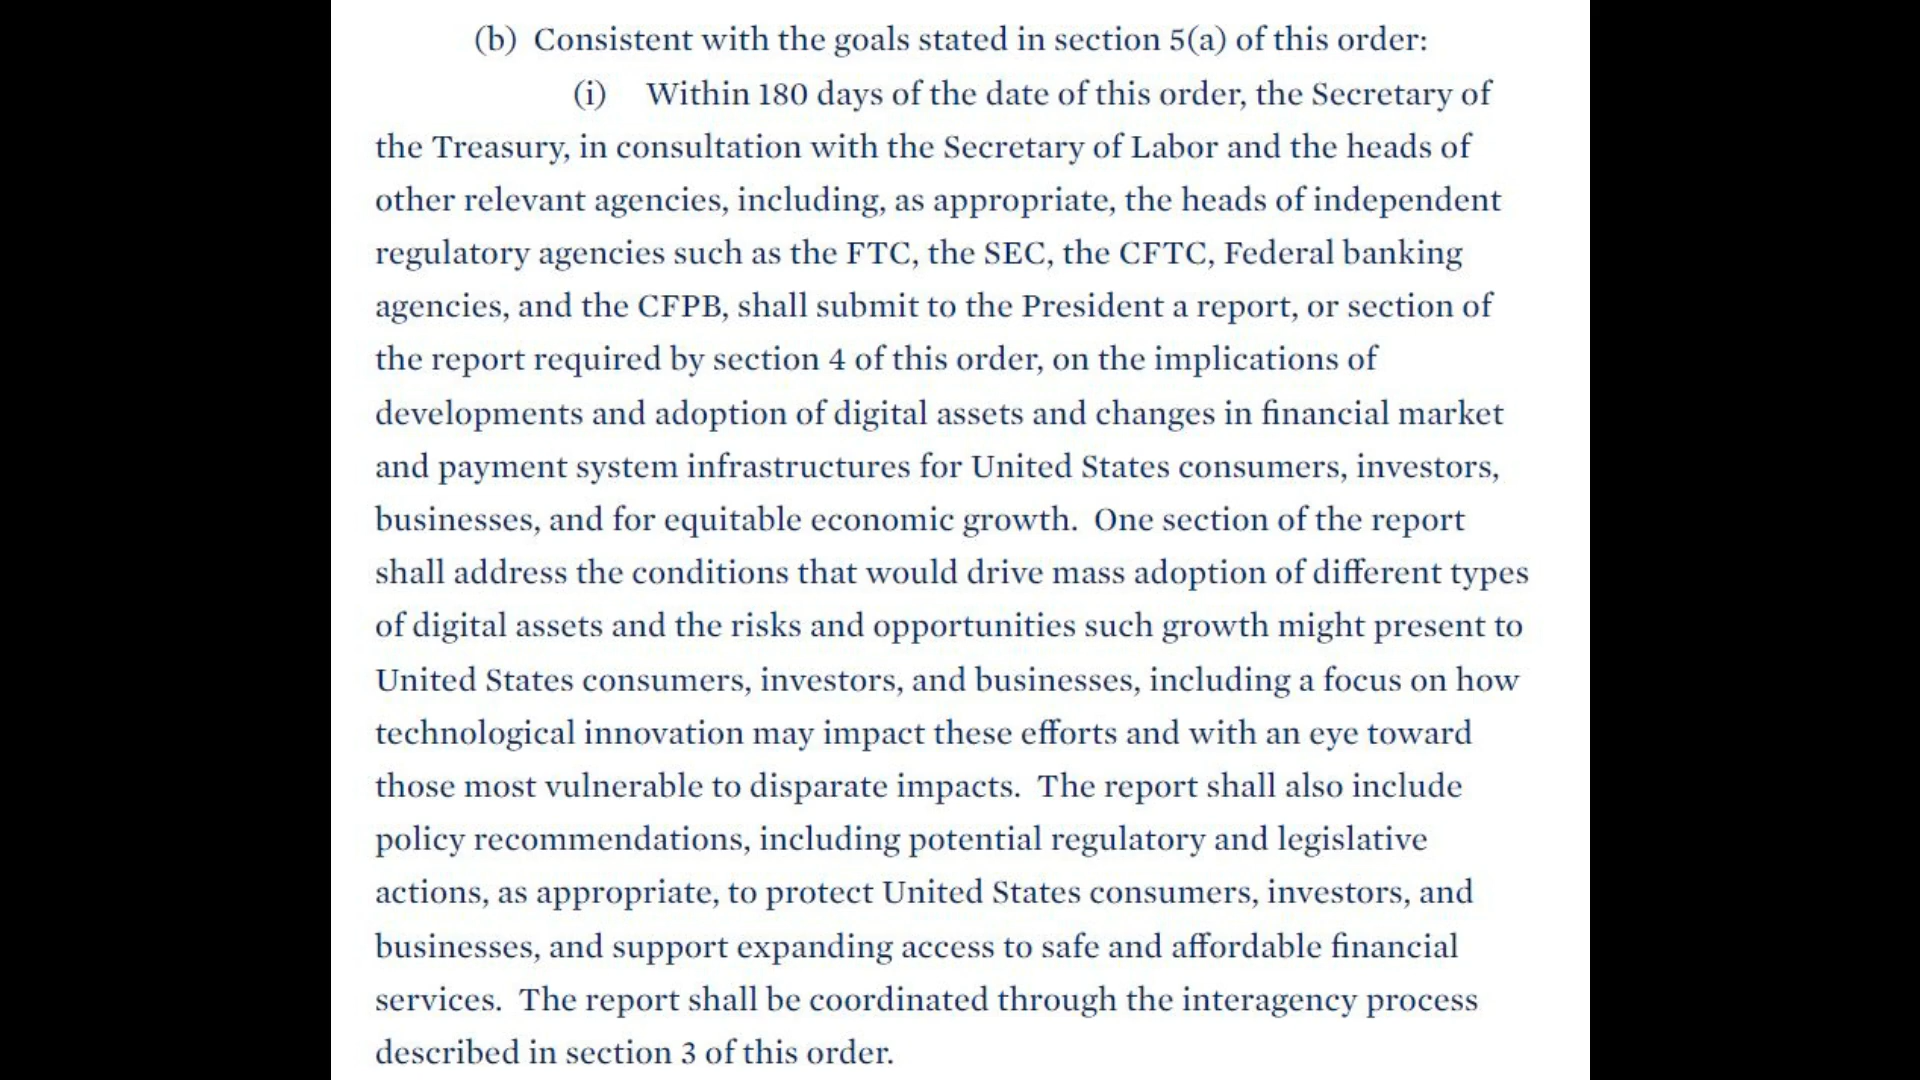 (b) Consistent with the goals stated in section 5(a) of this order:
(i) Within 180 days of the date of this order, the Secretary of
the Treasury, in consultation with the Secretary of Labor and the heads of
other relevant agencies, including, as appropriate, the heads of independent
regulatory agencies such as the FTC, the SEC, the CFTC, Federal banking
agencies, and the CFPB, shall submit to the President a report, or section of
the report required by section 4 of this order, on the implications of
developments and adoption of digital assets and changes in financial market
and payment system infrastructures for United States consumers, investors,
businesses, and for equitable economic growth. One section of the report
shall address the conditions that would drive mass adoption of different types
of digital assets and the risks and opportunities such growth might present to
United States consumers, investors, and businesses, including a focus on how
technological innovation may impact these efforts and with an eye toward
those most vulnerable to disparate impacts. The report shall also include
policy recommendations, including potential regulatory and legislative
actions, as appropriate, to protect United States consumers, investors, and
businesses, and support expanding access to safe and affordable financial
services. The report shall be coordinated through the interagency process
described in section 3 of this order.